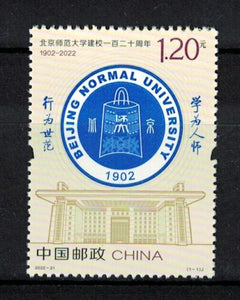 北京师范大学建校一百二十周年
1902-2022
1.20元
BEIJING NORMAL UNIVERSITY
师
京
1902
学为人师
行为世范
中国邮政 CHINA
2022-21
(1-1)J